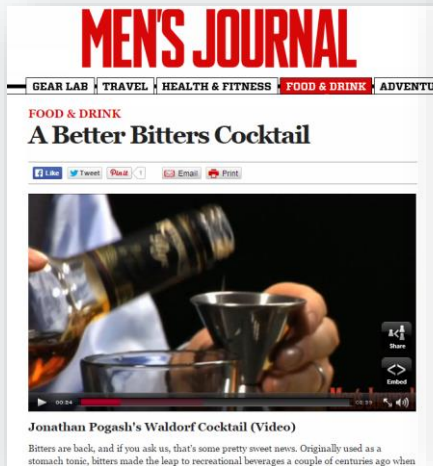 MEN'S JOURNAL
GEAR LAB TRAVEL HEALTH & FITNESS FOOD & DRINK ADVENTU
FOOD & DRINK
A Better Bitters Cocktail
Like Tweet Pin it 1 Email Print
Share
Embed
00:04
Jonathan Pogash's Waldorf Cocktail (Video)
Bitters are back, and if you ask us, that's some pretty sweet news. Originally used as a
stomach tonic, bitters made the leap to recreational beverages a couple of centuries ago when